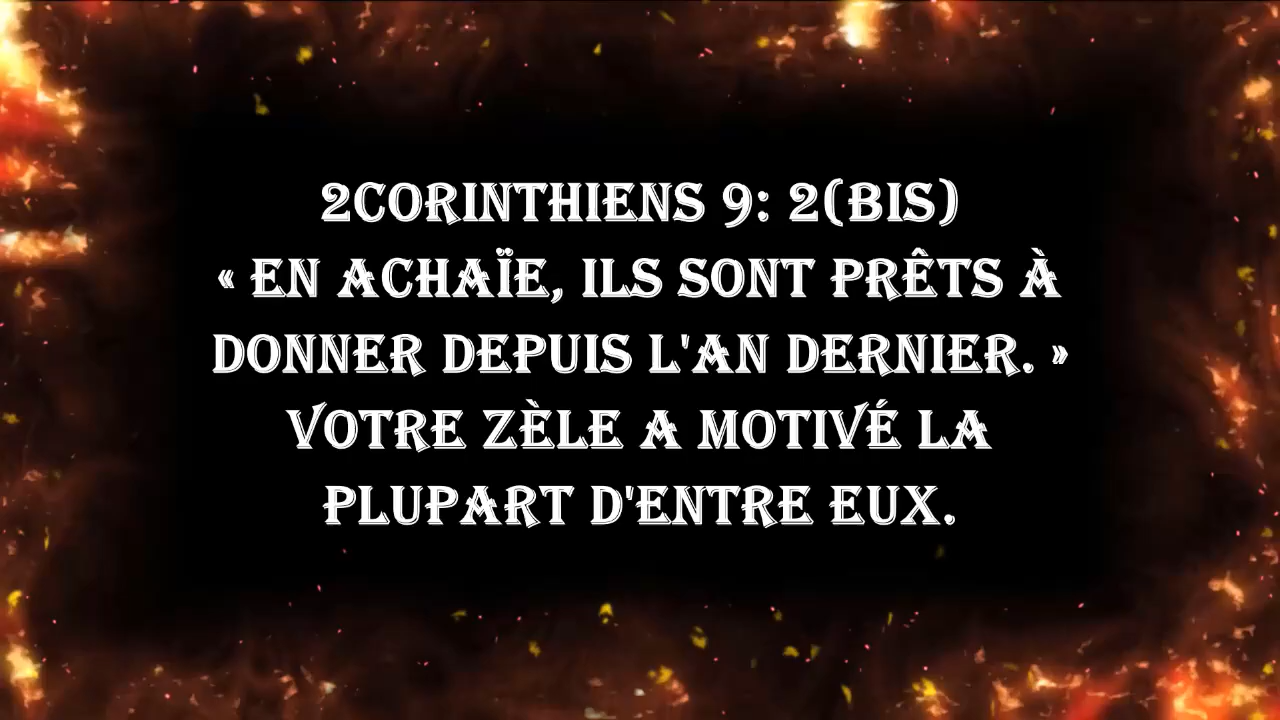 2CORINTHIENS 9: 2(BIS)
« EN ACHAÏE, ILS SONT PRÊTS À
DONNER DEPUIS L'AN DERNIER. »
VOTRE ZÈLE A MOTIVÉ LA
PLUPART D'ENTRE EUX.